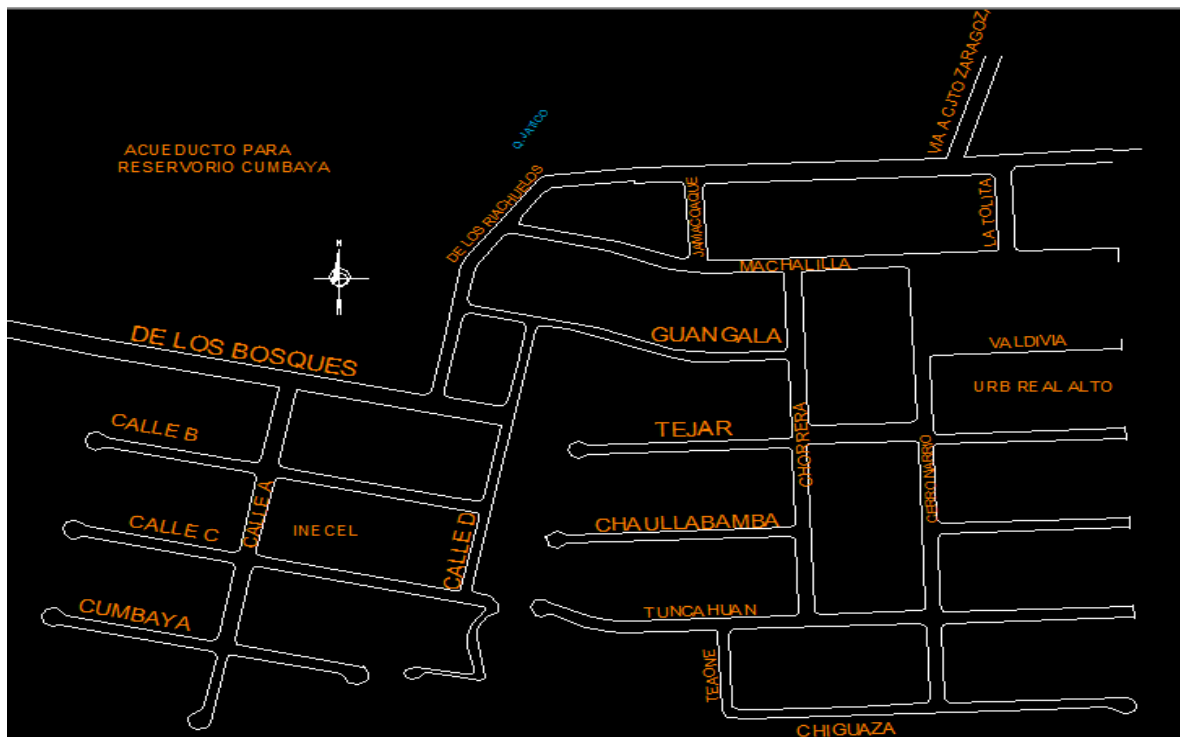 VIA A CJTO ZARAGOZA
Q. JATICO
ACUEDUCTO PARA
RESERVORIO CUMBAYA
DE LOS RIACHUELOS
JAMACOAQUE
LA TOLITA
N
MACHALILLA
DE LOS BOSQUES
GUANGALA
VALDIVIA
URB REAL ALTO
CALLE B
TEJAR
CHORRERA
CERRO NARRIO
CALLE A
CALLE C
INECEL
CALLE D
CHAULLABAMBA
CUMBAYA
TUNCAHUAN
TEAONE
CHIGUAZA